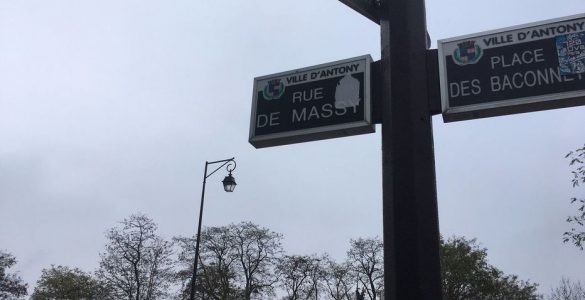 VILLE D'ANTONY
RUE
DE MASSY
VILLE D'ANTONY
PLACE
DES BACONNETS